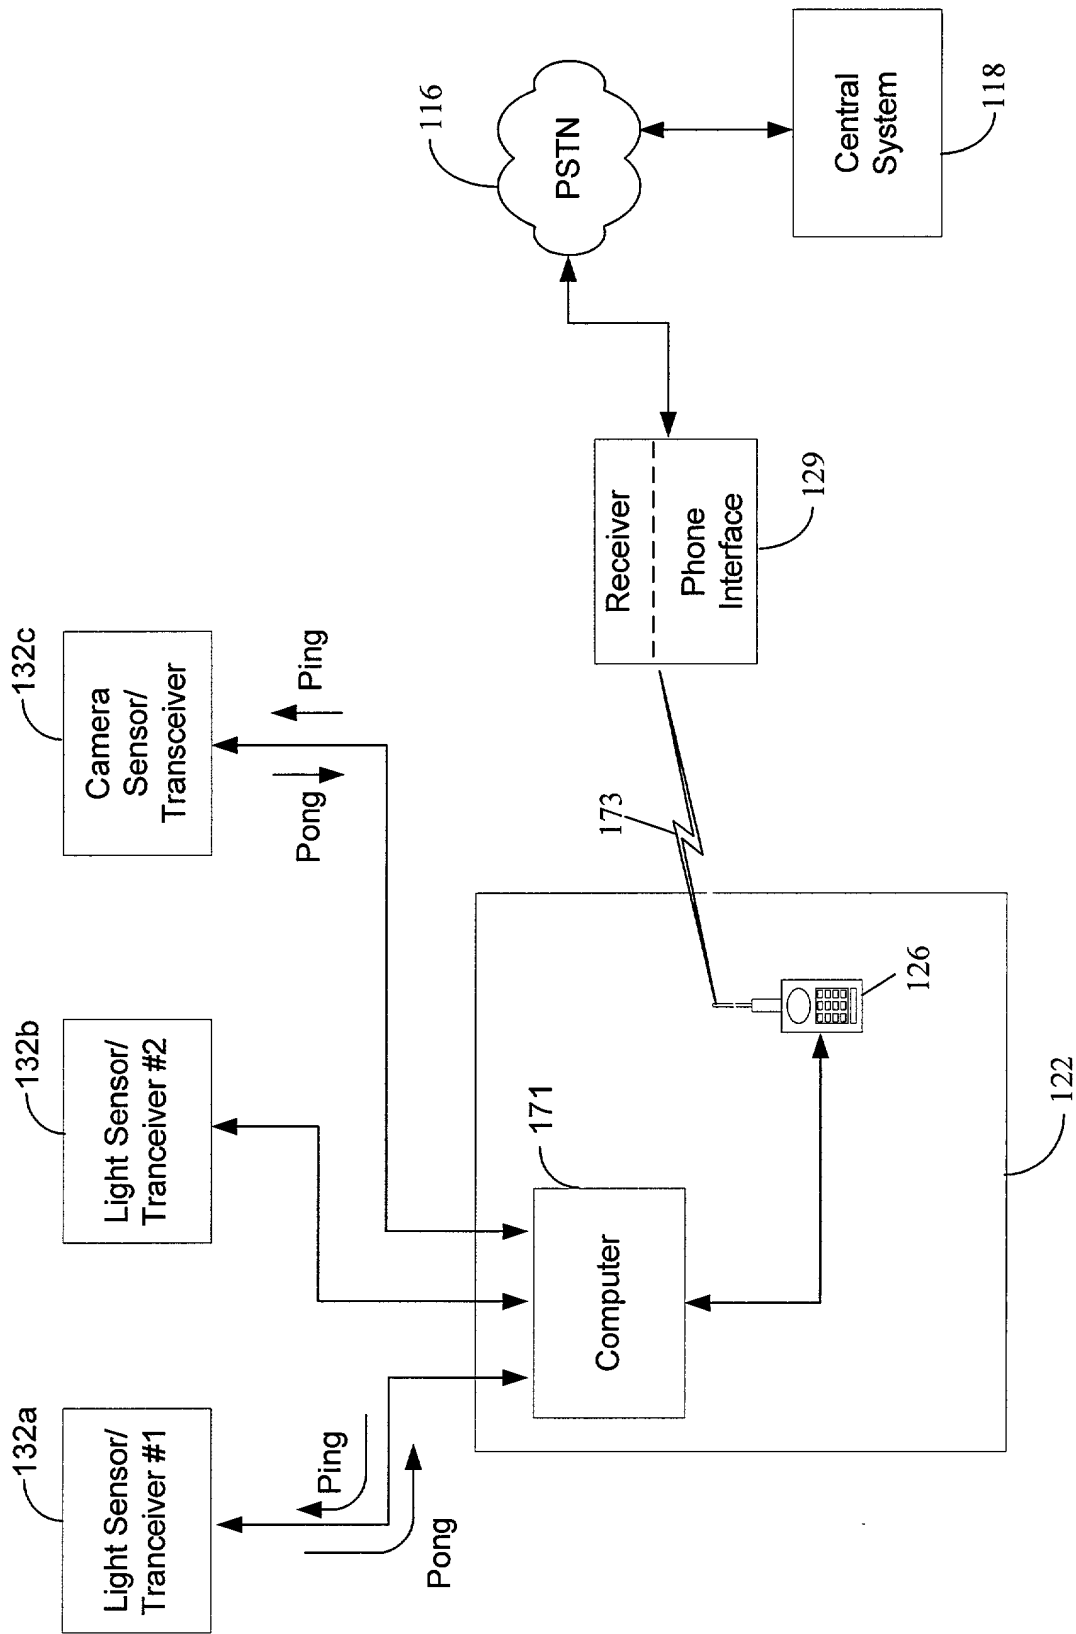 132a
Light Sensor/
Tranceiver #1
132b
Light Sensor/
Tranceiver #2
132c
Camera
Sensor/
Transceiver
Ping
Pong
Pong
Ping
171
Computer
126
122
173
Receiver
Phone
Interface
129
116
PSTN
Central
System
118